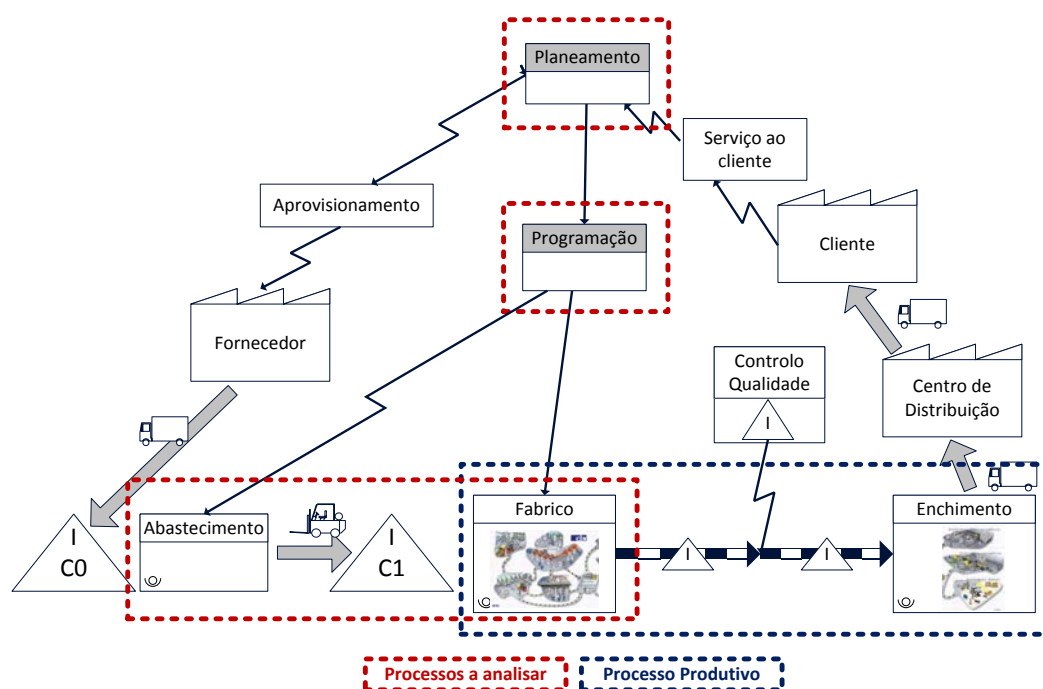 Planeamento
Serviço ao
cliente
Aprovisionamento
Programação
Cliente
Fornecedor
Controlo
Qualidade
I
Centro de
Distribuição
I
C0
Abastecimento
I
C1
Fabrico
I
I
Enchimento
Processos a analisar
Processo Produtivo